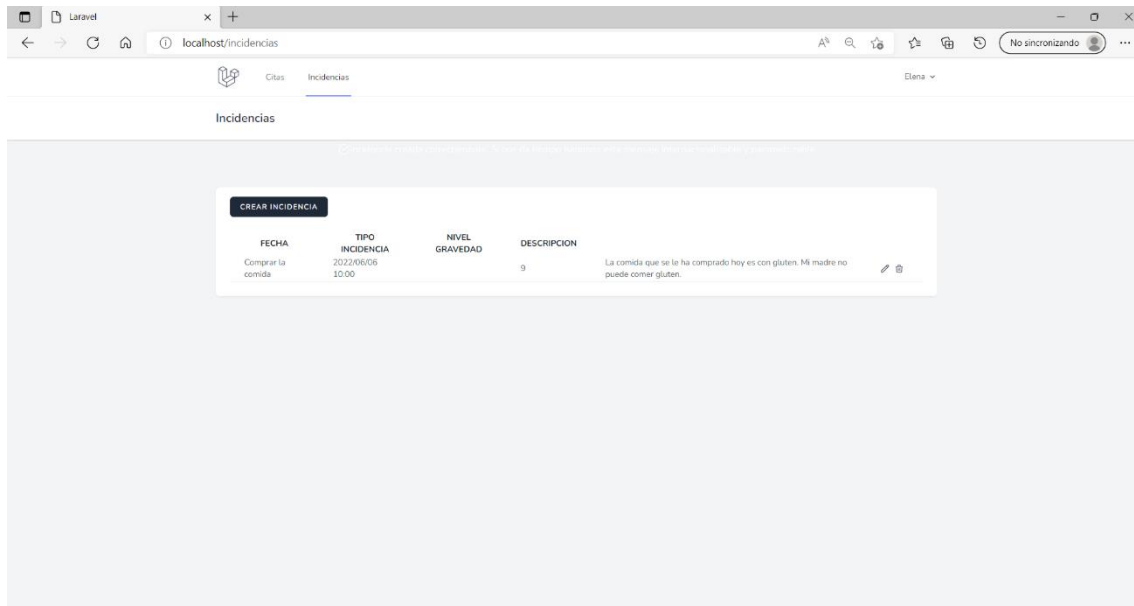 Laravel
localhost/incidencias
No sincronizando
Citas Incidencias Elena
Incidencias
CREAR INCIDENCIA
FECHA TIPO INCIDENCIA NIVEL GRAVEDAD DESCRIPCION
Comprar la 2022/06/06 9 La comida que se le ha comprado hoy es con gluten. Mi madre no
comida 10:00 puede comer gluten.